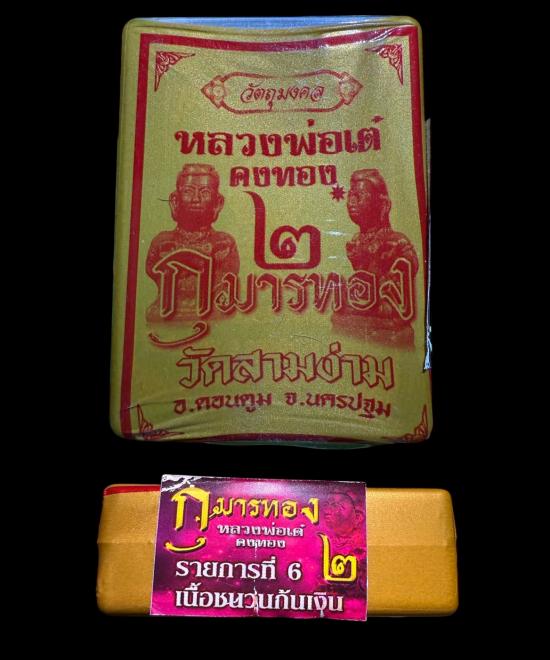 วัตถุมงคล
หลวงพ่อเต๋
คงทอง
๒
กุมารทอง
วัดสามง่าม
อ.ดอนตูม จ.นครปฐม
กุมารทอง
หลวงพ่อเต๋
คงทอง
๒
รายการที่ 6
เนื้อชนวนก้นเงิน